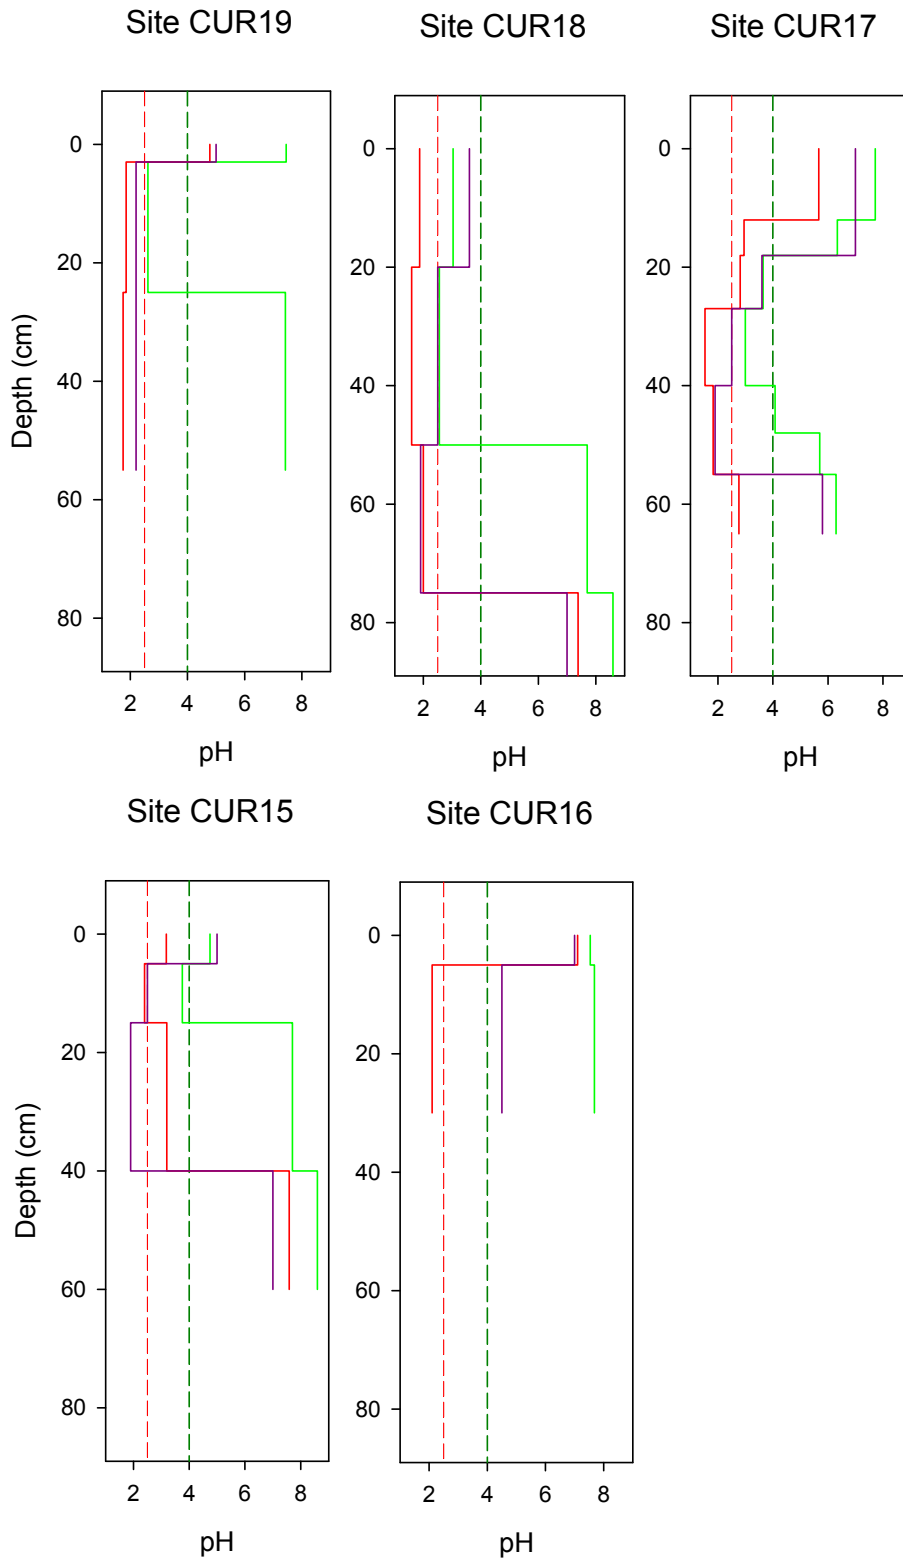 Site CUR19 Site CUR18 Site CUR17
0 0 0
20 20 20
40 40 40
60 60 60
80 80 80
Depth (cm)
2 4 6 8 2 4 6 8 2 4 6 8
pH pH pH
Site CUR15 Site CUR16
0 0
20 20
40 40
60 60
80 80
Depth (cm)
2 4 6 8 2 4 6 8
pH pH